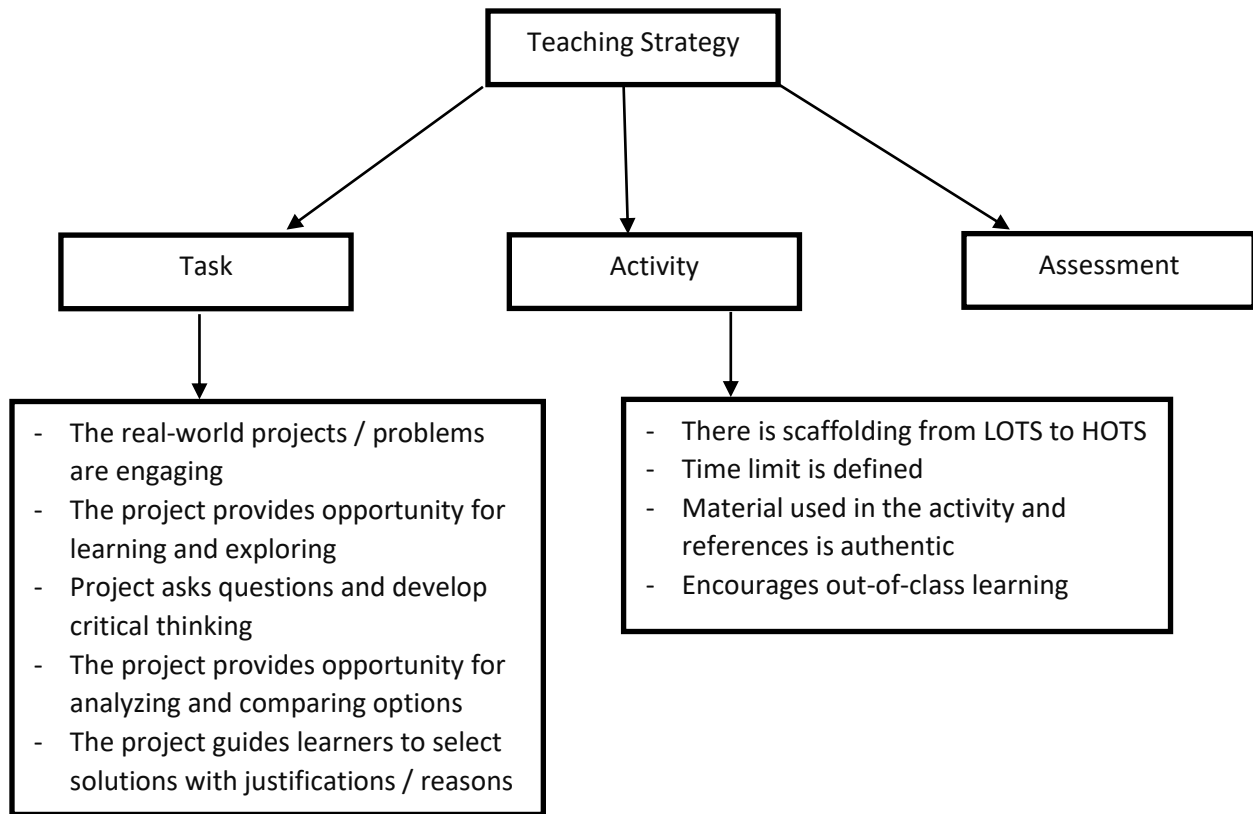 Teaching Strategy
Task
Activity
Assessment
- The real-world projects / problems
are engaging
- The project provides opportunity for
learning and exploring
- Project asks questions and develop
critical thinking
- The project provides opportunity for
analyzing and comparing options
- The project guides learners to select
solutions with justifications / reasons
- There is scaffolding from LOTS to HOTS
- Time limit is defined
- Material used in the activity and
references is authentic
- Encourages out-of-class learning